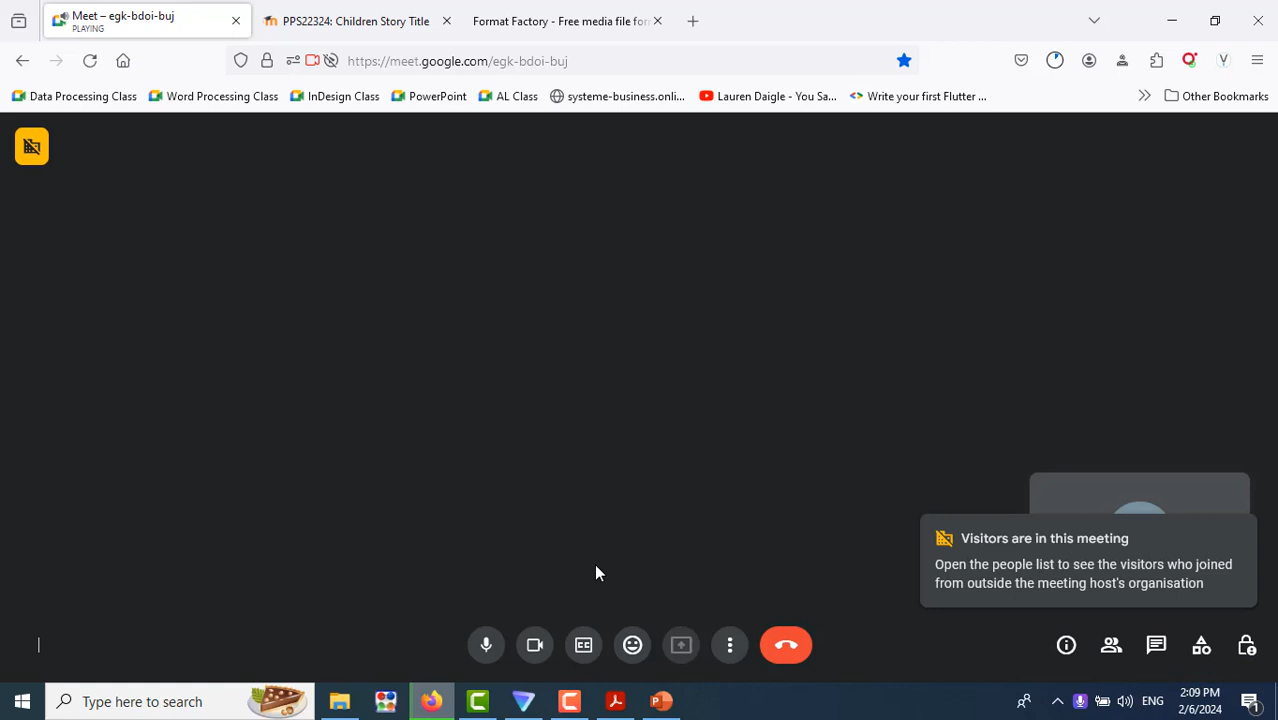 Meet – egk-bdoi-buj
PLAYING
PPS22324: Children Story Title
Format Factory - Free media file for
https://meet.google.com/egk-bdoi-buj
Data Processing Class
Word Processing Class
InDesign Class
PowerPoint
AL Class
systeme-business.onli...
Lauren Daigle - You Sa...
Write your first Flutter ...
Other Bookmarks
Visitors are in this meeting
Open the people list to see the visitors who joined
from outside the meeting host's organisation
CC
Type here to search
ENG
2:09 PM
2/6/2024
1